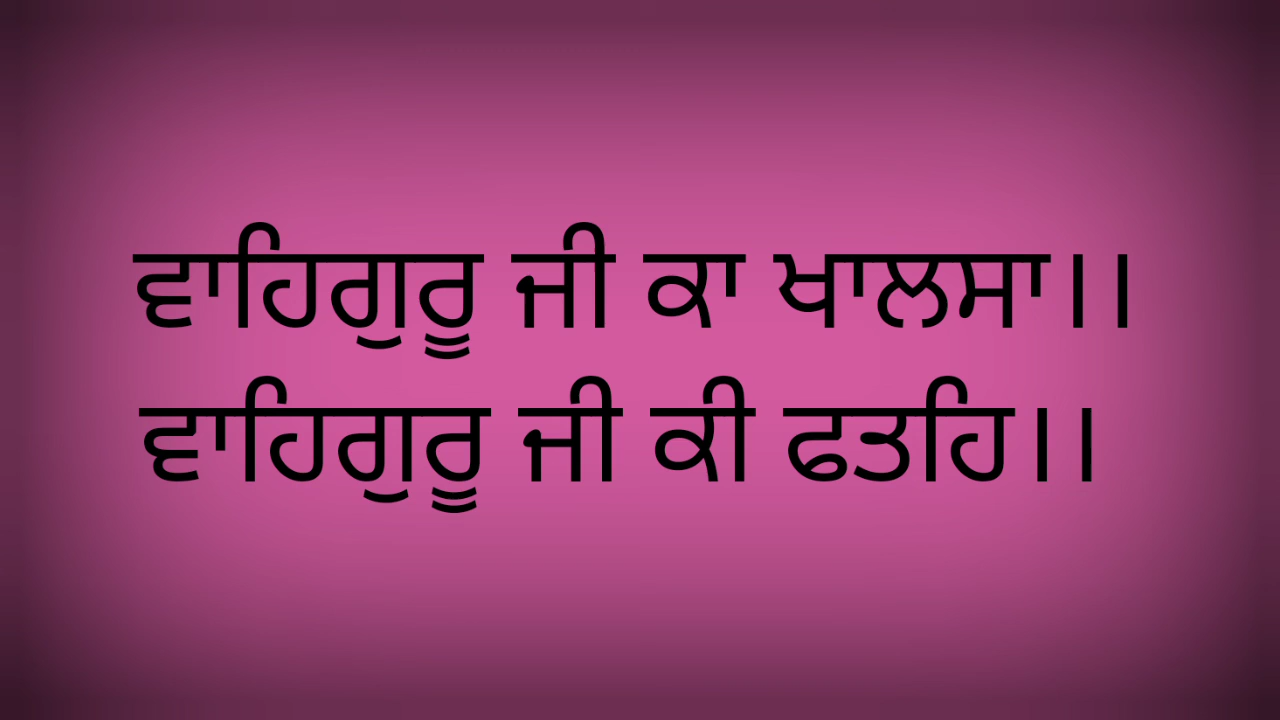 ਵਾਹਿਗੁਰੂ ਜੀ ਕਾ ਖਾਲਸਾ।।
ਵਾਹਿਗੁਰੂ ਜੀ ਕੀ ਫਤਹਿ।।